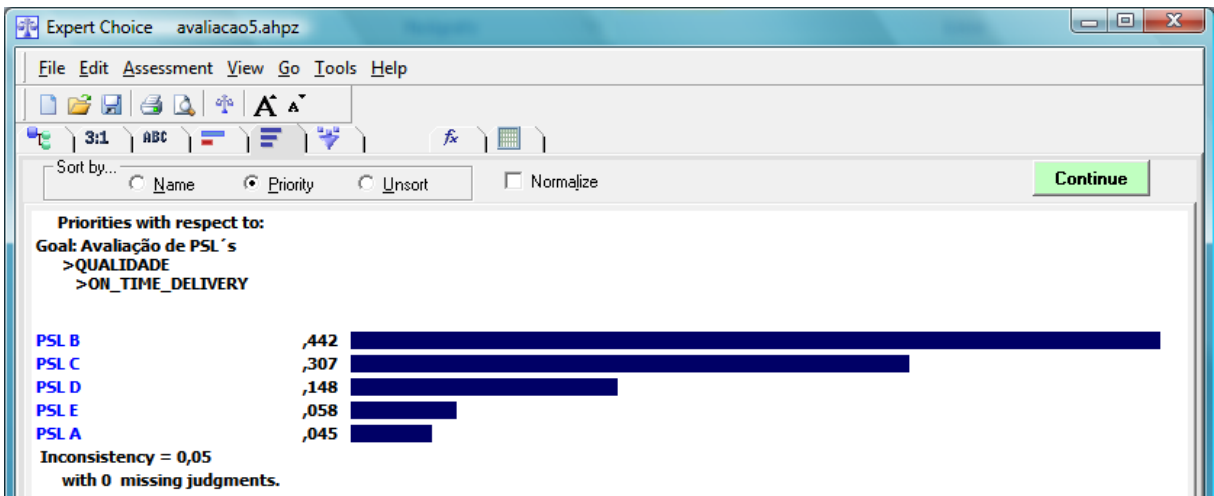 Expert Choice avaliacao5.ahpz
File Edit Assessment View Go Tools Help
A A
3:1 ABC fx
Sort by...
Name Priority Unsort Normalize Continue
Priorities with respect to:
Goal: Avaliação de PSL´s
>QUALIDADE
>ON_TIME_DELIVERY
PSL B ,442
PSL C ,307
PSL D ,148
PSL E ,058
PSL A ,045
Inconsistency = 0,05
with 0 missing judgments.